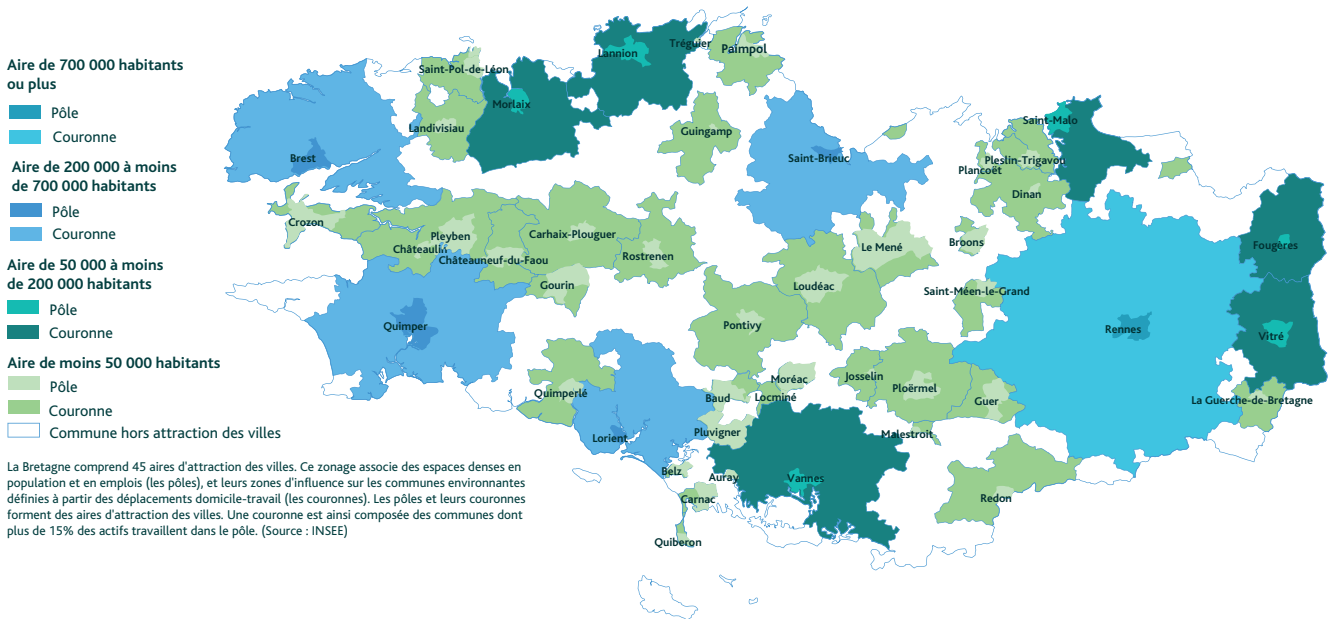 Aire de 700 000 habitants
ou plus
Pôle
Couronne
Aire de 200 000 à moins
de 700 000 habitants
Pôle
Couronne
Aire de 50 000 à moins
de 200 000 habitants
Pôle
Couronne
Aire de moins 50 000 habitants
Pôle
Couronne
Commune hors attraction des villes
La Bretagne comprend 45 aires d'attraction des villes. Ce zonage associe des espaces denses en
population et en emplois (les pôles), et leurs zones d'influence sur les communes environnantes
définies à partir des déplacements domicile-travail (les couronnes). Les pôles et leurs couronnes
forment des aires d'attraction des villes. Une couronne est ainsi composée des communes dont
plus de 15% des actifs travaillent dans le pôle. (Source : INSEE)
Lannion
Tréguier
Paimpol
Saint-Pol-de-Léon
Morlaix
Landivisiau
Guingamp
Saint-Malo
Brest
Saint-Brieuc
Pleslin-Trigavou
Plancoët
Dinan
Crozon
Pleyben
Carhaix-Plouguer
Châteaulin
Châteauneuf-du-Faou
Rostrenen
Le Mené
Broons
Fougères
Gourin
Loudéac
Saint-Méen-le-Grand
Quimper
Pontivy
Rennes
Vitré
Moréac
Josselin
Ploërmel
Quimperlé
Baud
Locminé
Guer
La Guerche-de-Bretagne
Lorient
Pluvigner
Malestroit
Belz
Auray
Vannes
Carnac
Redon
Quiberon